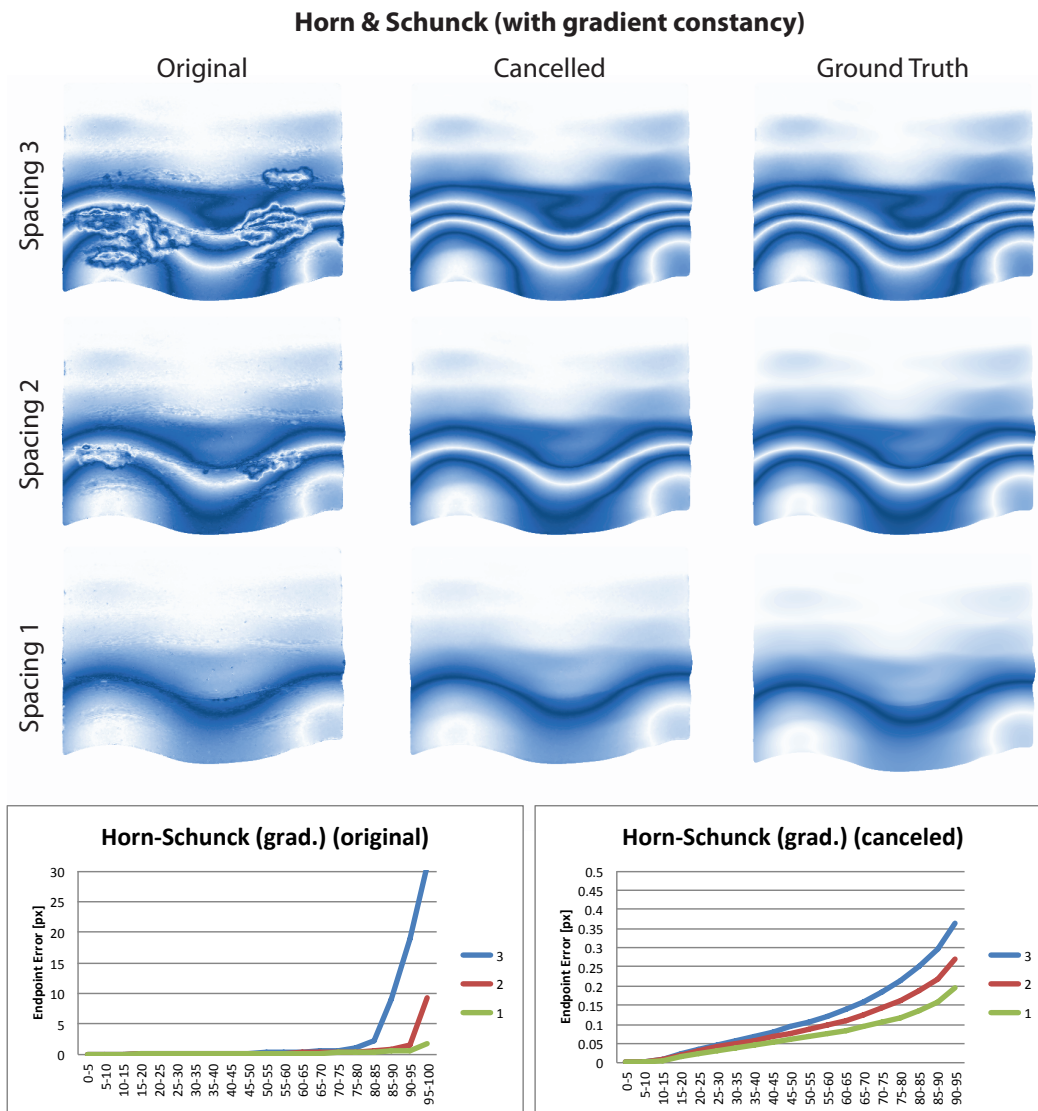 Horn & Schunck (with gradient constancy)
Original Cancelled Ground Truth
Spacing 3
Spacing 2
Spacing 1
Horn-Schunck (grad.) (original)
Endpoint Error [px]
30
25
20
15
10
5
0
0-5 5-10 10-15 15-20 20-25 25-30 30-35 35-40 40-45 45-50 50-55 55-60 60-65 65-70 70-75 75-80 80-85 85-90 90-95 95-100
3
2
1
Horn-Schunck (grad.) (canceled)
Endpoint Error [px]
0.5
0.45
0.4
0.35
0.3
0.25
0.2
0.15
0.1
0.05
0
0-5 5-10 10-15 15-20 20-25 25-30 30-35 35-40 40-45 45-50 50-55 55-60 60-65 65-70 70-75 75-80 80-85 85-90 90-95
3
2
1